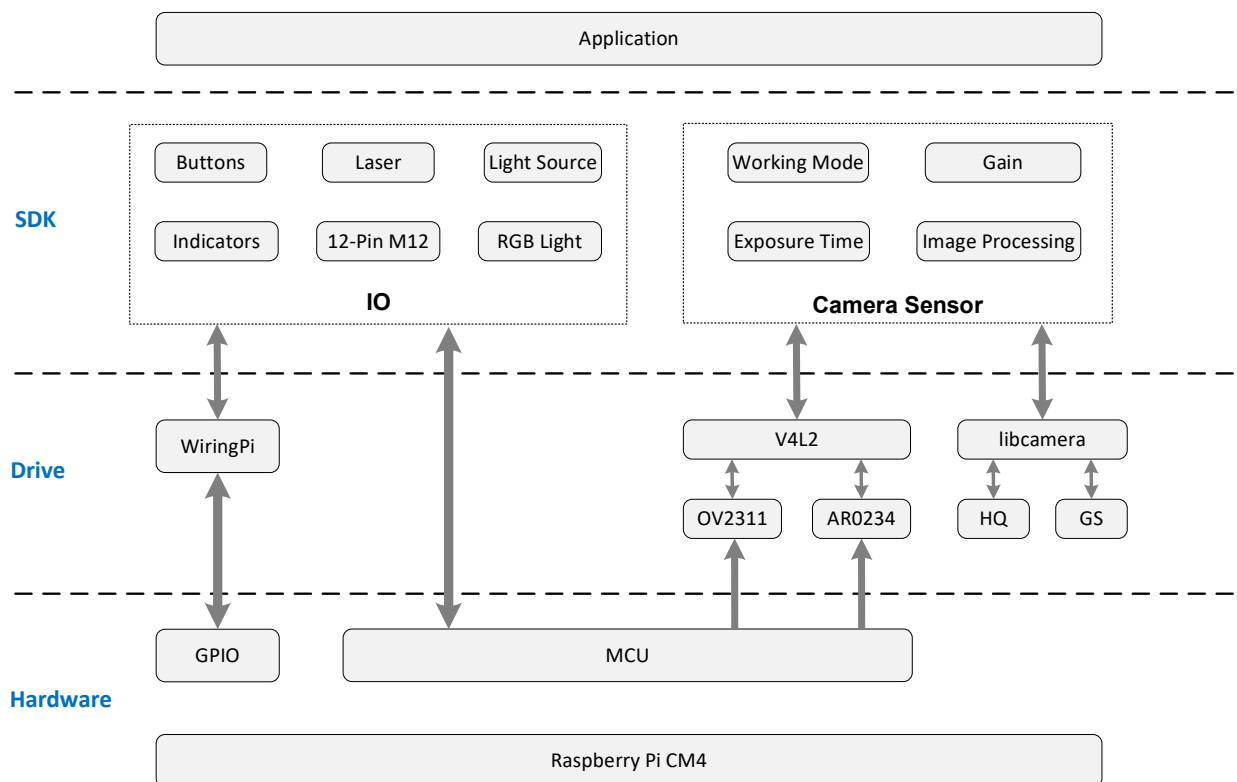 Application
Buttons
Laser
Light Source
Working Mode
Gain
SDK
Indicators
12-Pin M12
RGB Light
Exposure Time
Image Processing
IO
Camera Sensor
WiringPi
V4L2
libcamera
Drive
OV2311
AR0234
HQ
GS
GPIO
MCU
Hardware
Raspberry Pi CM4